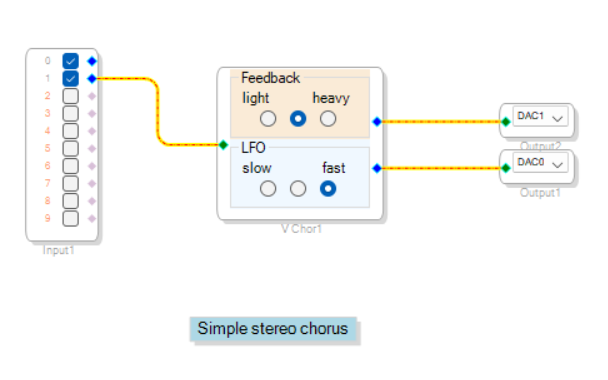 0
1
2
3
4
5
6
7
8
9
Input1
Feedback
light heavy
LFO
slow fast
V Chor1
DAC1
Output2
DAC0
Output1
Simple stereo chorus